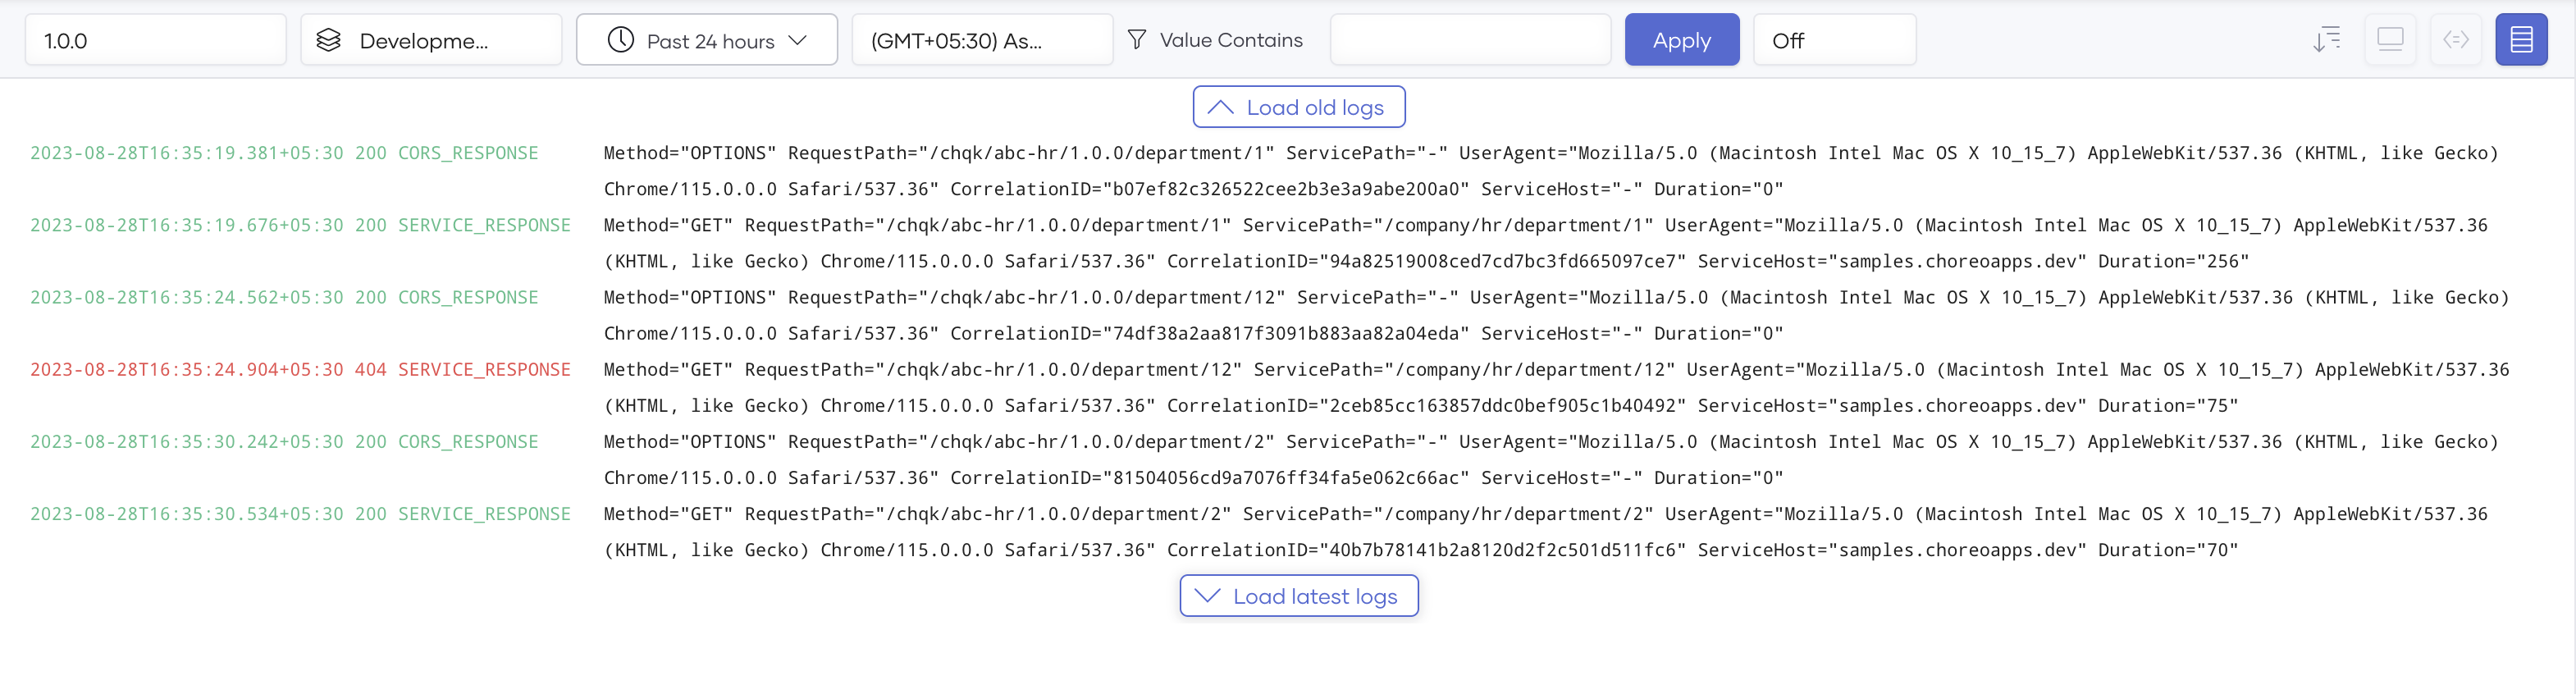 1.0.0 Developme... Past 24 hours (GMT+05:30) As... Value Contains Apply Off
Load old logs
2023-08-28T16:35:19.381+05:30 200 CORS_RESPONSE Method="OPTIONS" RequestPath="/chqk/abc-hr/1.0.0/department/1" ServicePath="-" UserAgent="Mozilla/5.0 (Macintosh Intel Mac OS X 10_15_7) AppleWebKit/537.36 (KHTML, like Gecko)
Chrome/115.0.0.0 Safari/537.36" CorrelationID="b07ef82c326522cee2b3e3a9abe200a0" ServiceHost="-" Duration="0"
2023-08-28T16:35:19.676+05:30 200 SERVICE_RESPONSE Method="GET" RequestPath="/chqk/abc-hr/1.0.0/department/1" ServicePath="/company/hr/department/1" UserAgent="Mozilla/5.0 (Macintosh Intel Mac OS X 10_15_7) AppleWebKit/537.36
(KHTML, like Gecko) Chrome/115.0.0.0 Safari/537.36" CorrelationID="94a82519008ced7cd7bc3fd665097ce7" ServiceHost="samples.choreoapps.dev" Duration="256"
2023-08-28T16:35:24.562+05:30 200 CORS_RESPONSE Method="OPTIONS" RequestPath="/chqk/abc-hr/1.0.0/department/12" ServicePath="-" UserAgent="Mozilla/5.0 (Macintosh Intel Mac OS X 10_15_7) AppleWebKit/537.36 (KHTML, like Gecko)
Chrome/115.0.0.0 Safari/537.36" CorrelationID="74df38a2aa817f3091b883aa82a04eda" ServiceHost="-" Duration="0"
2023-08-28T16:35:24.904+05:30 404 SERVICE_RESPONSE Method="GET" RequestPath="/chqk/abc-hr/1.0.0/department/12" ServicePath="/company/hr/department/12" UserAgent="Mozilla/5.0 (Macintosh Intel Mac OS X 10_15_7) AppleWebKit/537.36
(KHTML, like Gecko) Chrome/115.0.0.0 Safari/537.36" CorrelationID="2ceb85cc163857ddc0bef905c1b40492" ServiceHost="samples.choreoapps.dev" Duration="75"
2023-08-28T16:35:30.242+05:30 200 CORS_RESPONSE Method="OPTIONS" RequestPath="/chqk/abc-hr/1.0.0/department/2" ServicePath="-" UserAgent="Mozilla/5.0 (Macintosh Intel Mac OS X 10_15_7) AppleWebKit/537.36 (KHTML, like Gecko)
Chrome/115.0.0.0 Safari/537.36" CorrelationID="81504056cd9a7076ff34fa5e062c66ac" ServiceHost="-" Duration="0"
2023-08-28T16:35:30.534+05:30 200 SERVICE_RESPONSE Method="GET" RequestPath="/chqk/abc-hr/1.0.0/department/2" ServicePath="/company/hr/department/2" UserAgent="Mozilla/5.0 (Macintosh Intel Mac OS X 10_15_7) AppleWebKit/537.36
(KHTML, like Gecko) Chrome/115.0.0.0 Safari/537.36" CorrelationID="40b7b78141b2a8120d2f2c501d511fc6" ServiceHost="samples.choreoapps.dev" Duration="70"
Load latest logs